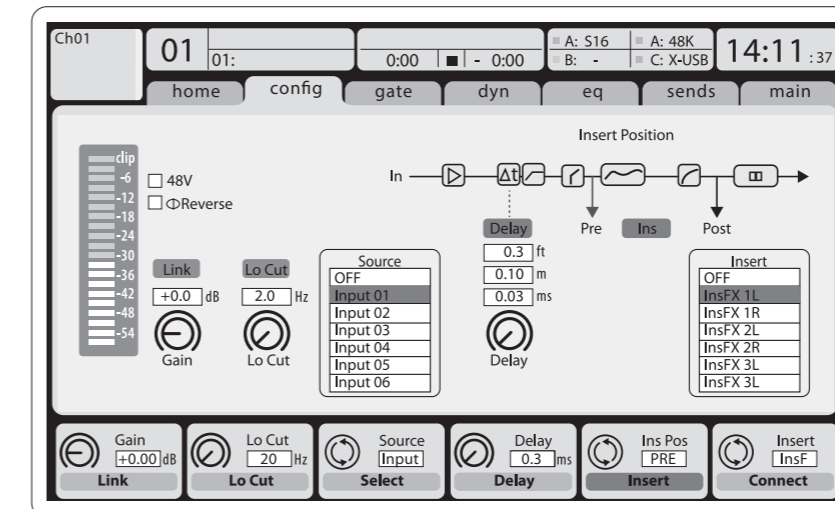 Ch01
01
01:
0:00
- 0:00
A: S16
B: -
A: 48K
C: X-USB
14:11 :37
home
config
gate
dyn
eq
sends
main
clip
-6
-12
-18
-24
-30
-36
-42
-48
-54
48V
ΦReverse
Link
+0.0 dB
Gain
Lo Cut
2.0 Hz
Lo Cut
Source
OFF
Input 01
Input 02
Input 03
Input 04
Input 05
Input 06
Insert Position
In
Δt
Delay
0.3 ft
0.10 m
0.03 ms
Delay
Pre
Ins
Post
Insert
OFF
InsFX 1L
InsFX 1R
InsFX 2L
InsFX 2R
InsFX 3L
InsFX 3L
Gain
+0.00 dB
Link
Lo Cut
20 Hz
Lo Cut
Source
Input
Select
Delay
0.3 ms
Delay
Ins Pos
PRE
Insert
Insert
InsF
Connect